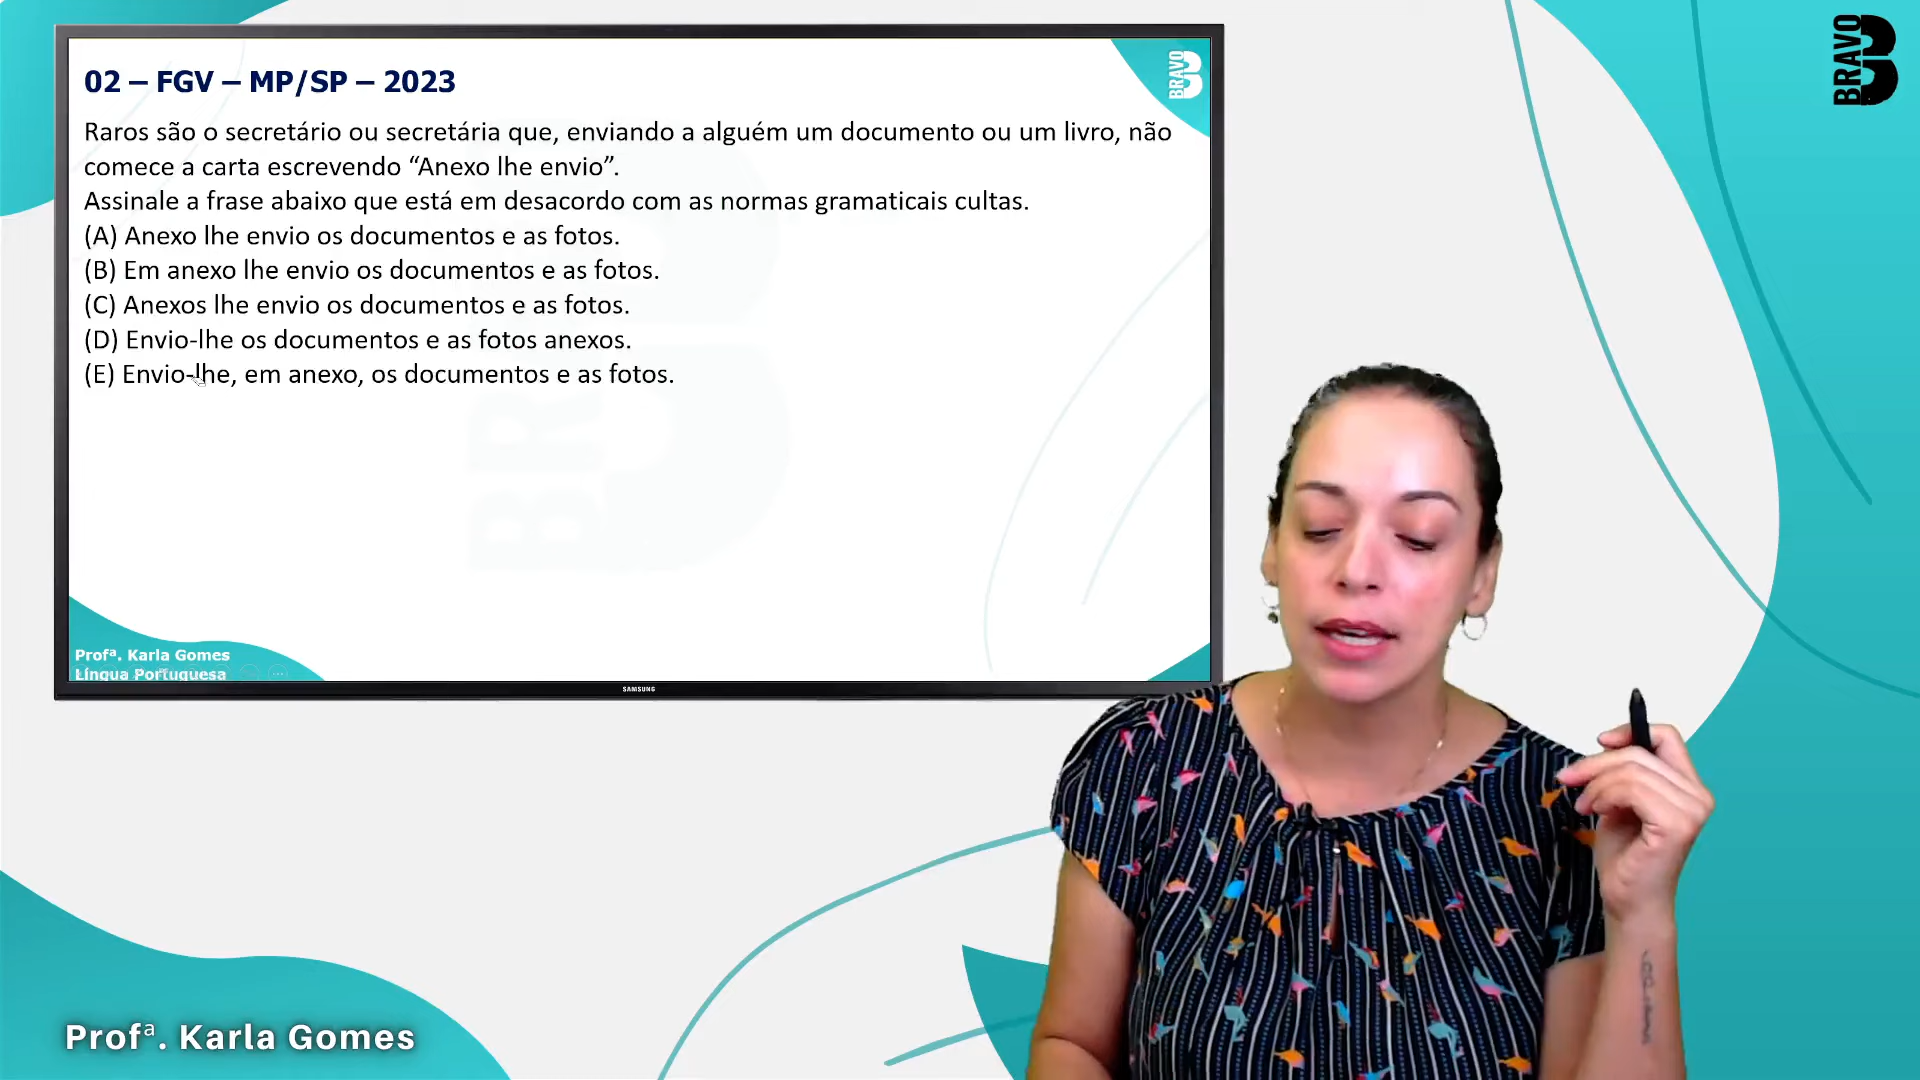 02 – FGV – MP/SP – 2023
BRAVO
BRAVO
Raros são o secretário ou secretária que, enviando a alguém um documento ou um livro, não
comece a carta escrevendo “Anexo lhe envio”.
Assinale a frase abaixo que está em desacordo com as normas gramaticais cultas.
(A) Anexo lhe envio os documentos e as fotos.
(B) Em anexo lhe envio os documentos e as fotos.
(C) Anexos lhe envio os documentos e as fotos.
(D) Envio-lhe os documentos e as fotos anexos.
(E) Envio-lhe, em anexo, os documentos e as fotos.
Profª. Karla Gomes
Língua Portuguesa
SAMSUNG
Profª. Karla Gomes